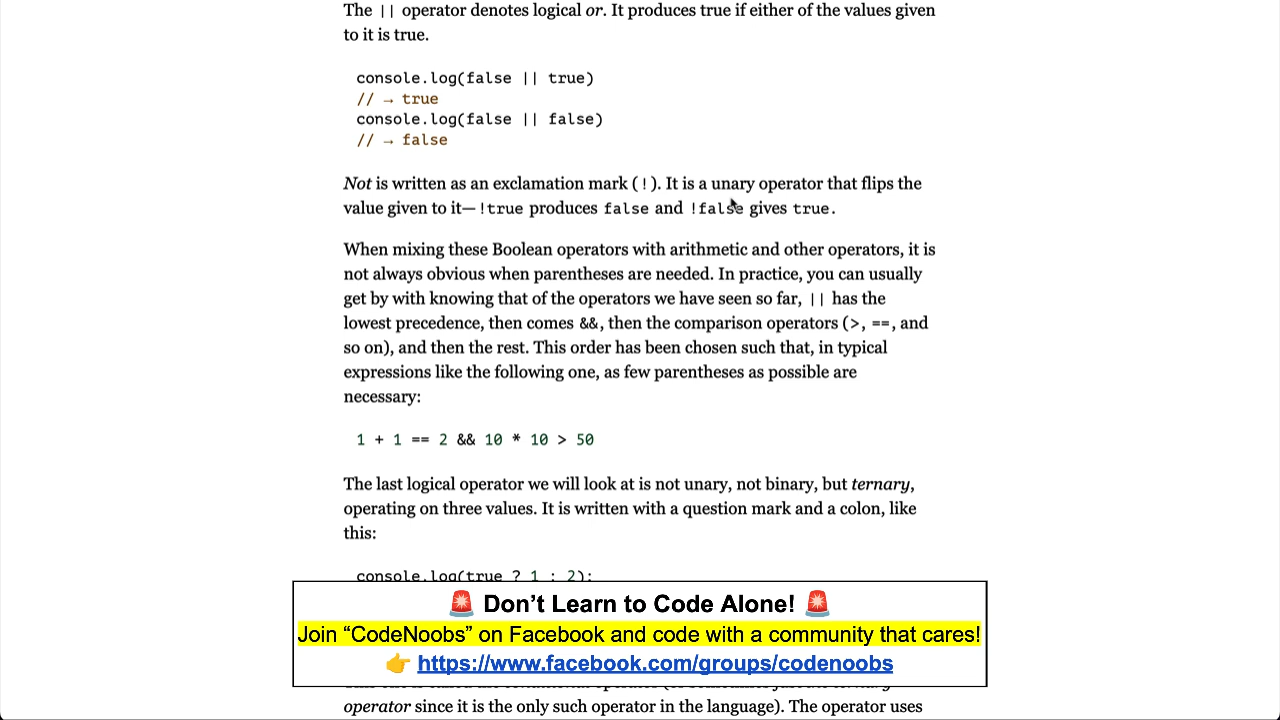 The || operator denotes logical or. It produces true if either of the values given
to it is true.
console.log(false || true)
// → true
console.log(false || false)
// → false
Not is written as an exclamation mark (!). It is a unary operator that flips the
value given to it—!true produces false and !false gives true.
When mixing these Boolean operators with arithmetic and other operators, it is
not always obvious when parentheses are needed. In practice, you can usually
get by with knowing that of the operators we have seen so far, || has the
lowest precedence, then comes &&, then the comparison operators (>, ==, and
so on), and then the rest. This order has been chosen such that, in typical
expressions like the following one, as few parentheses as possible are
necessary:
1 + 1 == 2 && 10 * 10 > 50
The last logical operator we will look at is not unary, not binary, but ternary,
operating on three values. It is written with a question mark and a colon, like
this:
console.log(true ? 1 : 2);
🚨 Don’t Learn to Code Alone! 🚨
Join “CodeNoobs” on Facebook and code with a community that cares!
👉 https://www.facebook.com/groups/codenoobs
operator since it is the only such operator in the language). The operator uses